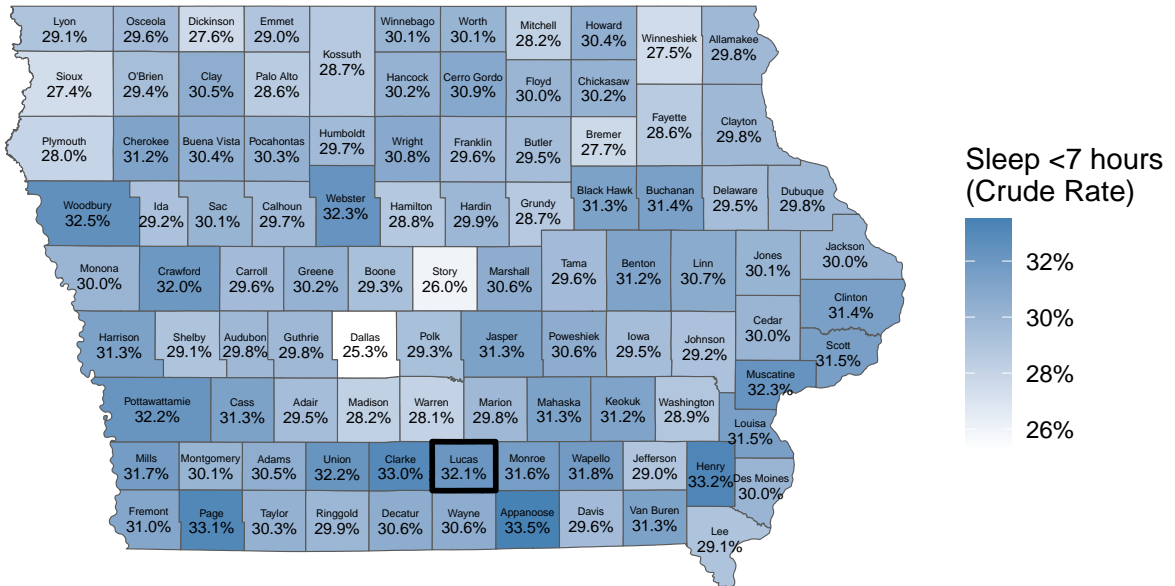 Lyon
29.1%
Osceola
29.6%
Dickinson
27.6%
Emmet
29.0%
Kossuth
28.7%
Winnebago
30.1%
Worth
30.1%
Mitchell
28.2%
Howard
30.4%
Winneshiek
27.5%
Allamakee
29.8%
Sioux
27.4%
O'Brien
29.4%
Clay
30.5%
Palo Alto
28.6%
Hancock
30.2%
Cerro Gordo
30.9%
Floyd
30.0%
Chickasaw
30.2%
Fayette
28.6%
Clayton
29.8%
Plymouth
28.0%
Cherokee
31.2%
Buena Vista
30.4%
Pocahontas
30.3%
Humboldt
29.7%
Wright
30.8%
Franklin
29.6%
Butler
29.5%
Bremer
27.7%
Woodbury
32.5%
Ida
29.2%
Sac
30.1%
Calhoun
29.7%
Webster
32.3%
Hamilton
28.8%
Hardin
29.9%
Grundy
28.7%
Black Hawk
31.3%
Buchanan
31.4%
Delaware
29.5%
Dubuque
29.8%
Monona
30.0%
Crawford
32.0%
Carroll
29.6%
Greene
30.2%
Boone
29.3%
Story
26.0%
Marshall
30.6%
Tama
29.6%
Benton
31.2%
Linn
30.7%
Jones
30.1%
Jackson
30.0%
Clinton
31.4%
Harrison
31.3%
Shelby
29.1%
Audubon
29.8%
Guthrie
29.8%
Dallas
25.3%
Polk
29.3%
Jasper
31.3%
Poweshiek
30.6%
Iowa
29.5%
Johnson
29.2%
Cedar
30.0%
Scott
31.5%
Muscatine
32.3%
Pottawattamie
32.2%
Cass
31.3%
Adair
29.5%
Madison
28.2%
Warren
28.1%
Marion
29.8%
Mahaska
31.3%
Keokuk
31.2%
Washington
28.9%
Louisa
31.5%
Mills
31.7%
Montgomery
30.1%
Adams
30.5%
Union
32.2%
Clarke
33.0%
Lucas
32.1%
Monroe
31.6%
Wapello
31.8%
Jefferson
29.0%
Henry
33.2%
Des Moines
30.0%
Fremont
31.0%
Page
33.1%
Taylor
30.3%
Ringgold
29.9%
Decatur
30.6%
Wayne
30.6%
Appanoose
33.5%
Davis
29.6%
Van Buren
31.3%
Lee
29.1%
Sleep <7 hours
(Crude Rate)
32%
30%
28%
26%